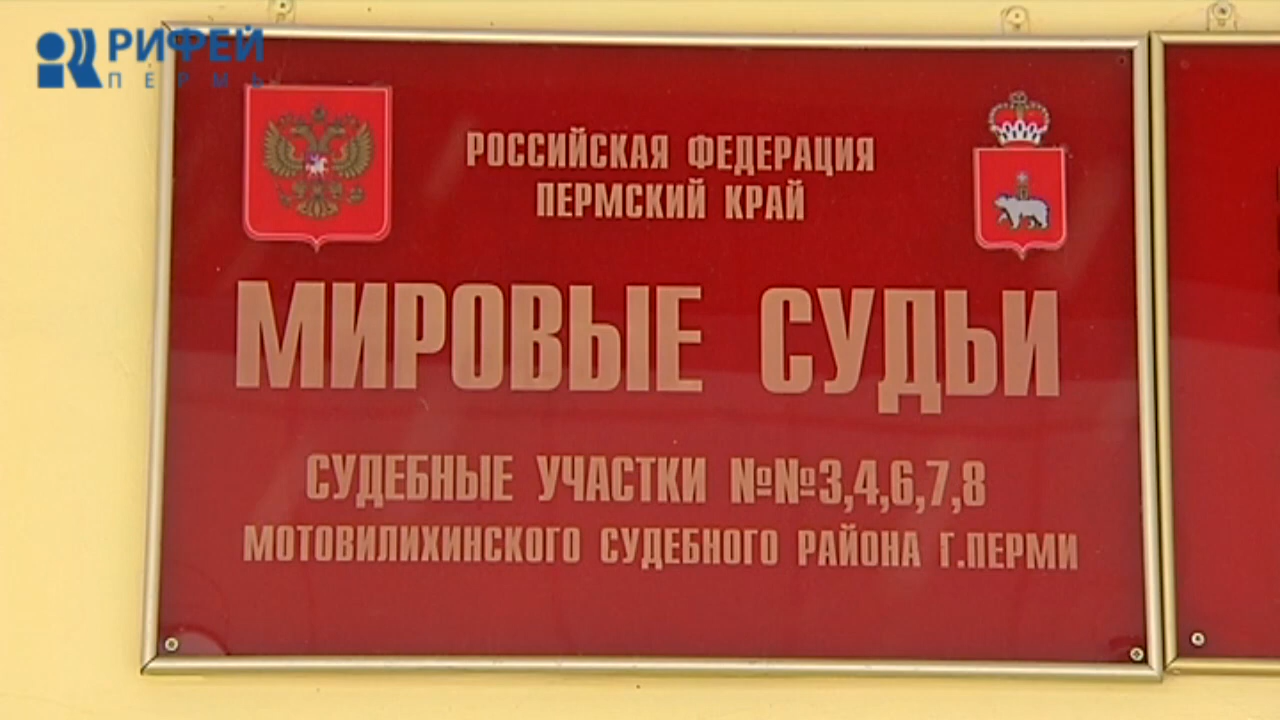 РИФЕЙ
ПЕРМЬ
РОССИЙСКАЯ ФЕДЕРАЦИЯ
ПЕРМСКИЙ КРАЙ
МИРОВЫЕ СУДЬИ
СУДЕБНЫЕ УЧАСТКИ №№3,4,6,7,8
МОТОВИЛИХИНСКОГО СУДЕБНОГО РАЙОНА Г.ПЕРМИ